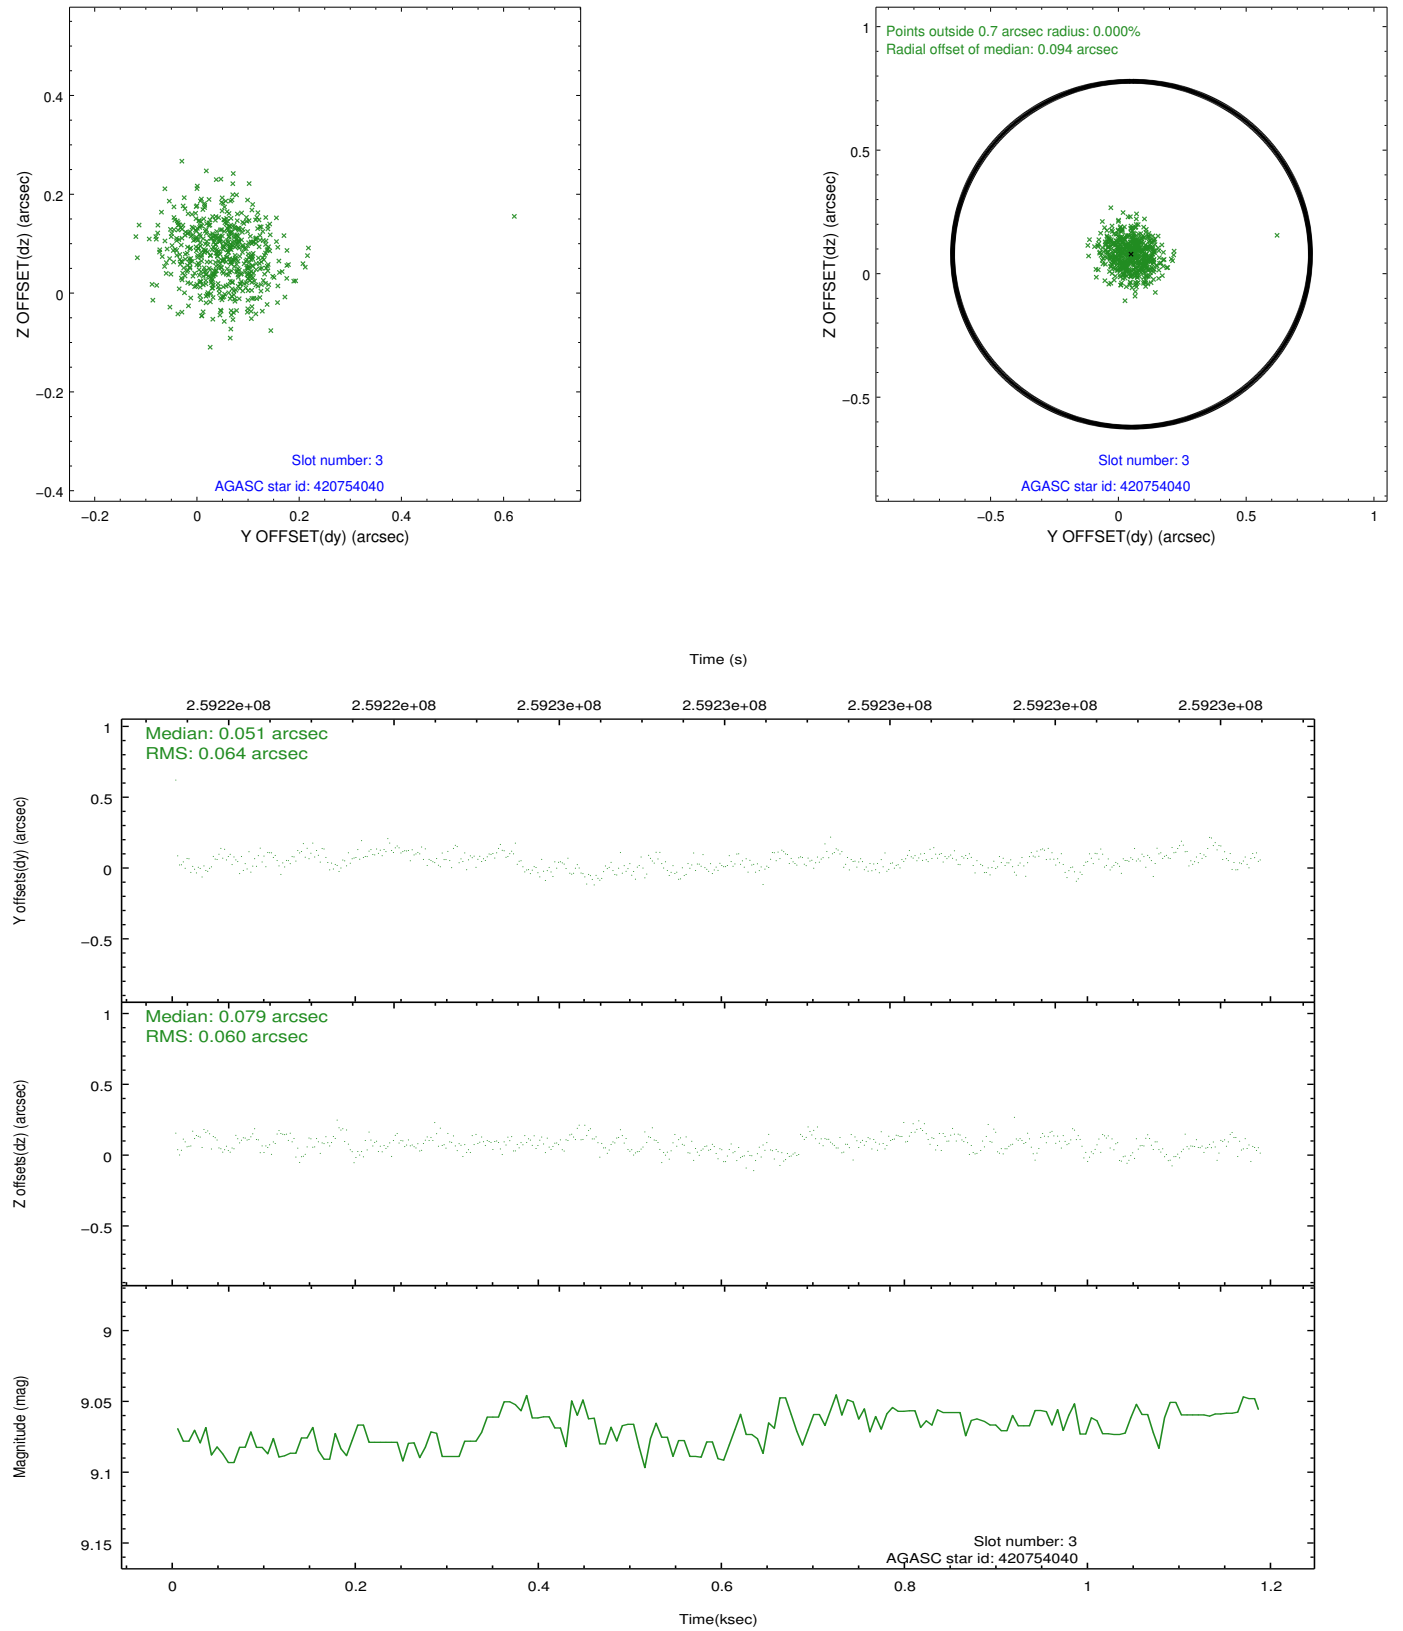 0.4
0.2
0
−0.2
−0.4
Z OFFSET(dz) (arcsec)
Slot number: 3
AGASC star id: 420754040
−0.2
0
0.2
0.4
0.6
Y OFFSET(dy) (arcsec)
Points outside 0.7 arcsec radius: 0.000%
Radial offset of median: 0.094 arcsec
1
0.5
0
−0.5
Z OFFSET(dz) (arcsec)
Slot number: 3
AGASC star id: 420754040
−0.5
0
0.5
1
Y OFFSET(dy) (arcsec)
Time (s)
2.5922e+08
2.5922e+08
2.5923e+08
2.5923e+08
2.5923e+08
2.5923e+08
2.5923e+08
Median: 0.051 arcsec
RMS: 0.064 arcsec
1
0.5
0
−0.5
Y offsets(dy) (arcsec)
Median: 0.079 arcsec
RMS: 0.060 arcsec
1
0.5
0
−0.5
Z offsets(dz) (arcsec)
9
9.05
9.1
9.15
Magnitude (mag)
Slot number: 3
AGASC star id: 420754040
0
0.2
0.4
0.6
0.8
1
1.2
Time(ksec)